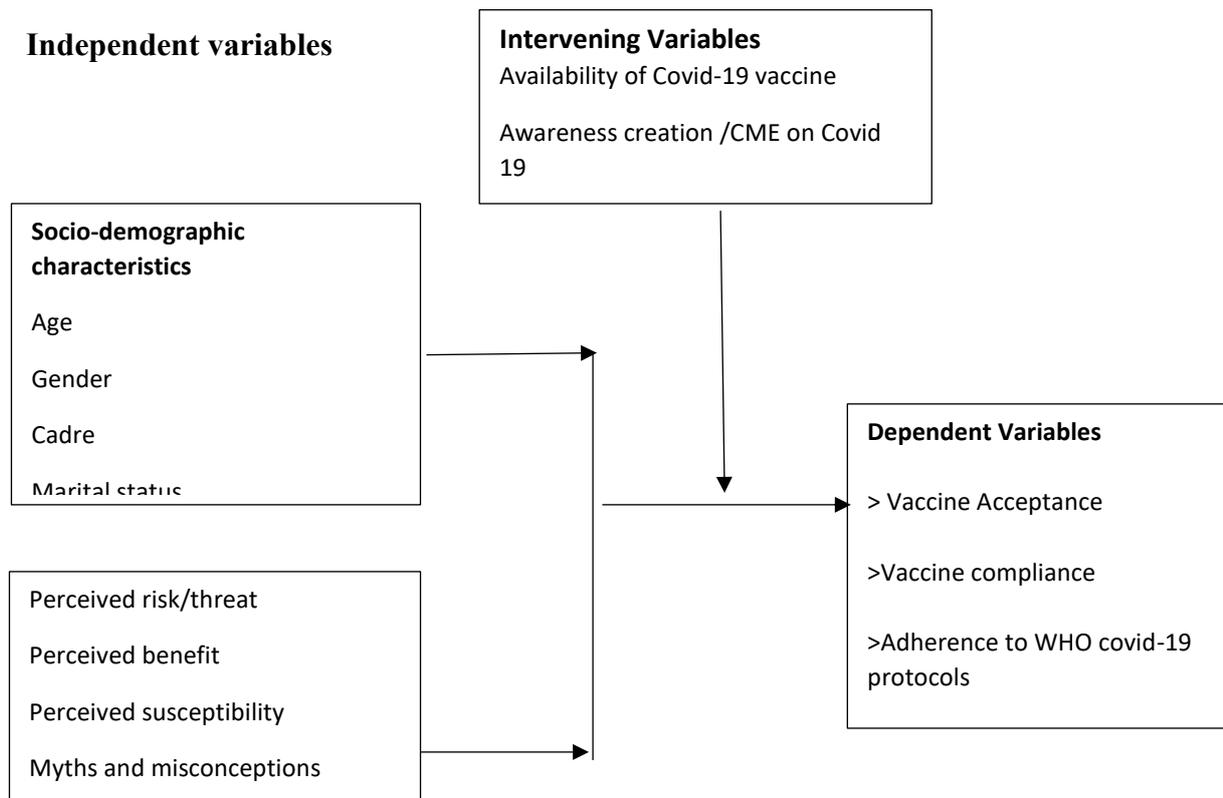 Independent variables
Intervening Variables
Availability of Covid-19 vaccine
Awareness creation /CME on Covid
19
Socio-demographic
characteristics
Age
Gender
Cadre
Marital status
Perceived risk/threat
Perceived benefit
Perceived susceptibility
Myths and misconceptions
Dependent Variables
> Vaccine Acceptance
>Vaccine compliance
>Adherence to WHO covid-19
protocols